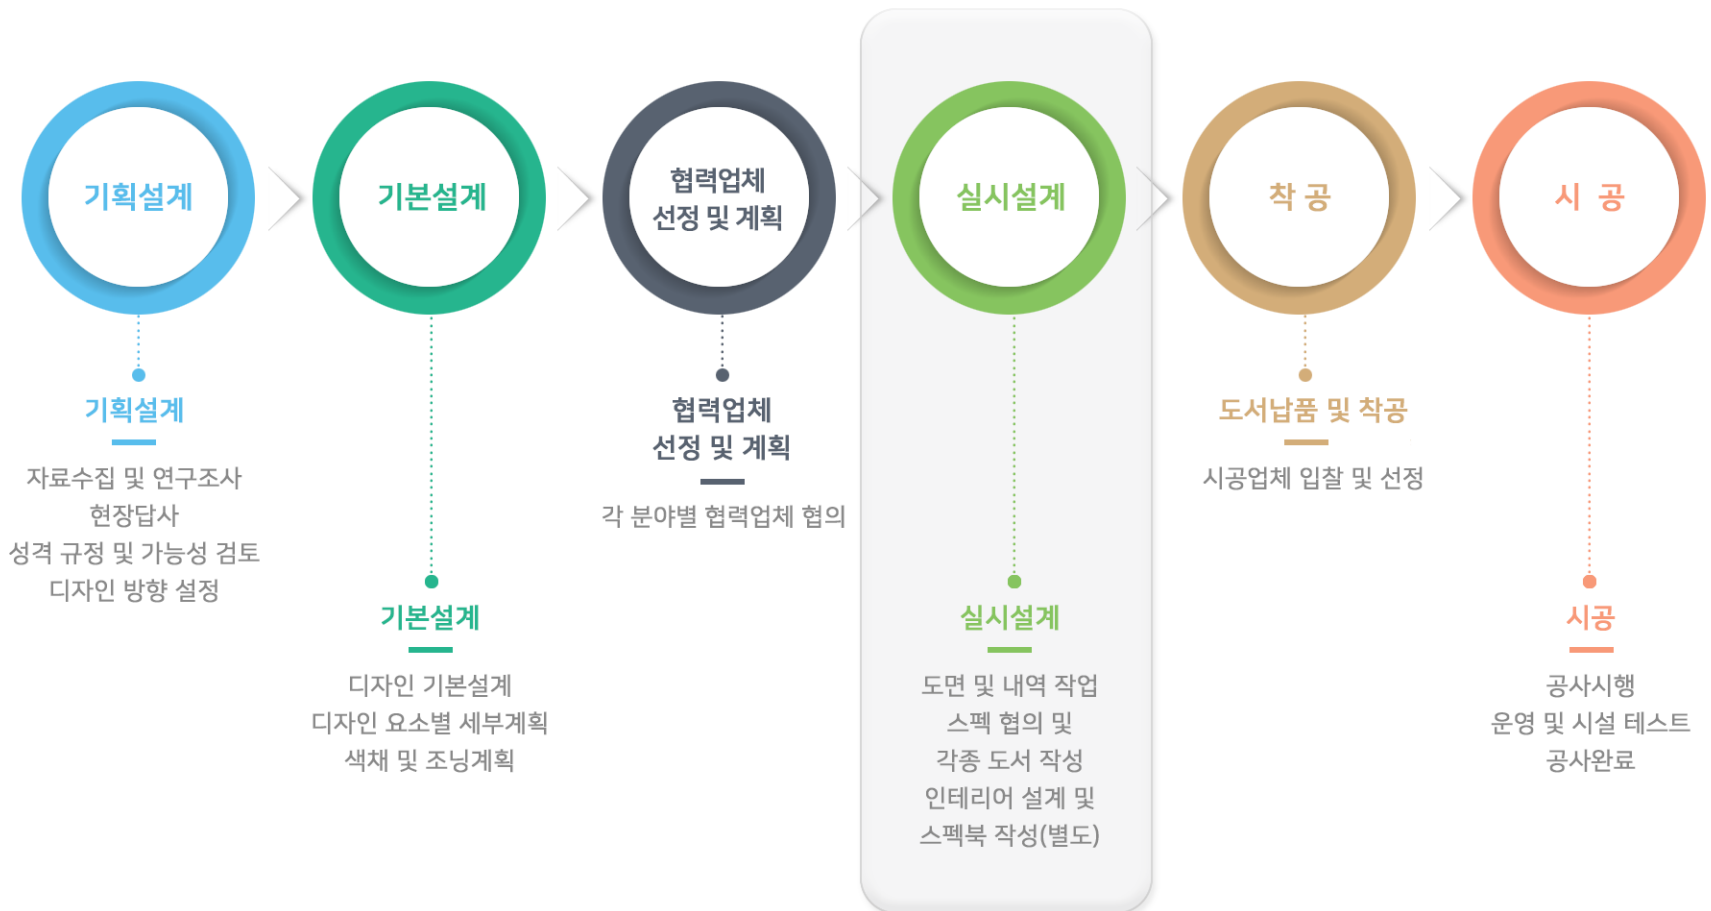 기획설계
기본설계
협력업체
선정 및 계획
실시설계
착 공
시 공
기획설계
자료수집 및 연구조사
현장답사
성격 규정 및 가능성 검토
디자인 방향 설정
기본설계
디자인 기본설계
디자인 요소별 세부계획
색채 및 조닝계획
협력업체
선정 및 계획
각 분야별 협력업체 협의
실시설계
도면 및 내역 작업
스펙 협의 및
각종 도서 작성
인테리어 설계 및
스펙북 작성(별도)
도서납품 및 착공
시공업체 입찰 및 선정
시공
공사시행
운영 및 시설 테스트
공사완료